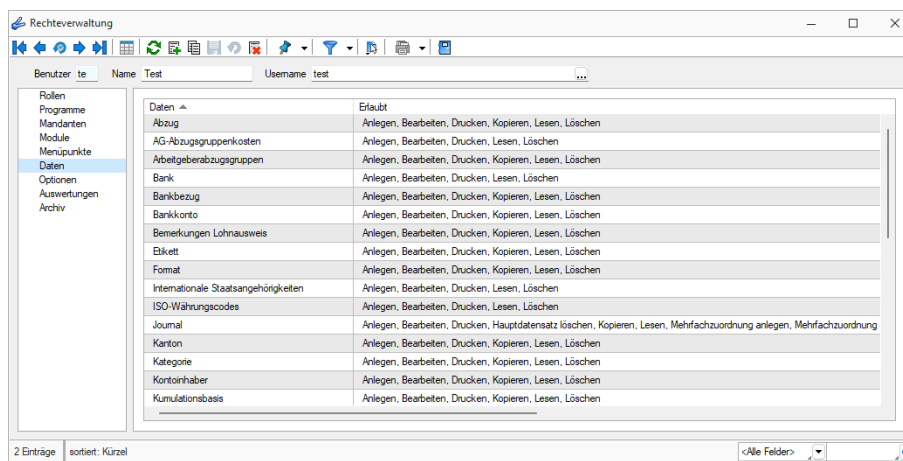 Rechteverwaltung
Benutzer te Name Test Username test ...
Rollen
Programme
Mandanten
Module
Menüpunkte
Daten
Optionen
Auswertungen
Archiv
Daten Erlaubt
Abzug Anlegen, Bearbeiten, Drucken, Kopieren, Lesen, Löschen
AG-Abzugsgruppenkosten Anlegen, Bearbeiten, Drucken, Lesen, Löschen
Arbeitgeberabzugsgruppen Anlegen, Bearbeiten, Drucken, Kopieren, Lesen, Löschen
Bank Anlegen, Bearbeiten, Drucken, Lesen, Löschen
Bankbezug Anlegen, Bearbeiten, Drucken, Kopieren, Lesen, Löschen
Bankkonto Anlegen, Bearbeiten, Drucken, Kopieren, Lesen, Löschen
Bemerkungen Lohnausweis Anlegen, Bearbeiten, Drucken, Kopieren, Lesen, Löschen
Etikett Anlegen, Bearbeiten, Drucken, Kopieren, Lesen, Löschen
Format Anlegen, Bearbeiten, Drucken, Kopieren, Lesen, Löschen
Internationale Staatsangehörigkeiten Anlegen, Bearbeiten, Drucken, Lesen, Löschen
ISO-Währungscodes Anlegen, Bearbeiten, Drucken, Lesen, Löschen
Journal Anlegen, Bearbeiten, Drucken, Hauptdatensatz löschen, Kopieren, Lesen, Mehrfachzuordnung anlegen, Mehrfachzuordnung
Kanton Anlegen, Bearbeiten, Drucken, Kopieren, Lesen, Löschen
Kategorie Anlegen, Bearbeiten, Drucken, Kopieren, Lesen, Löschen
Kontoinhaber Anlegen, Bearbeiten, Drucken, Kopieren, Lesen, Löschen
Kumulationsbasis Anlegen, Bearbeiten, Drucken, Kopieren, Lesen, Löschen
2 Einträge sortiert: Kürzel <Alle Felder>